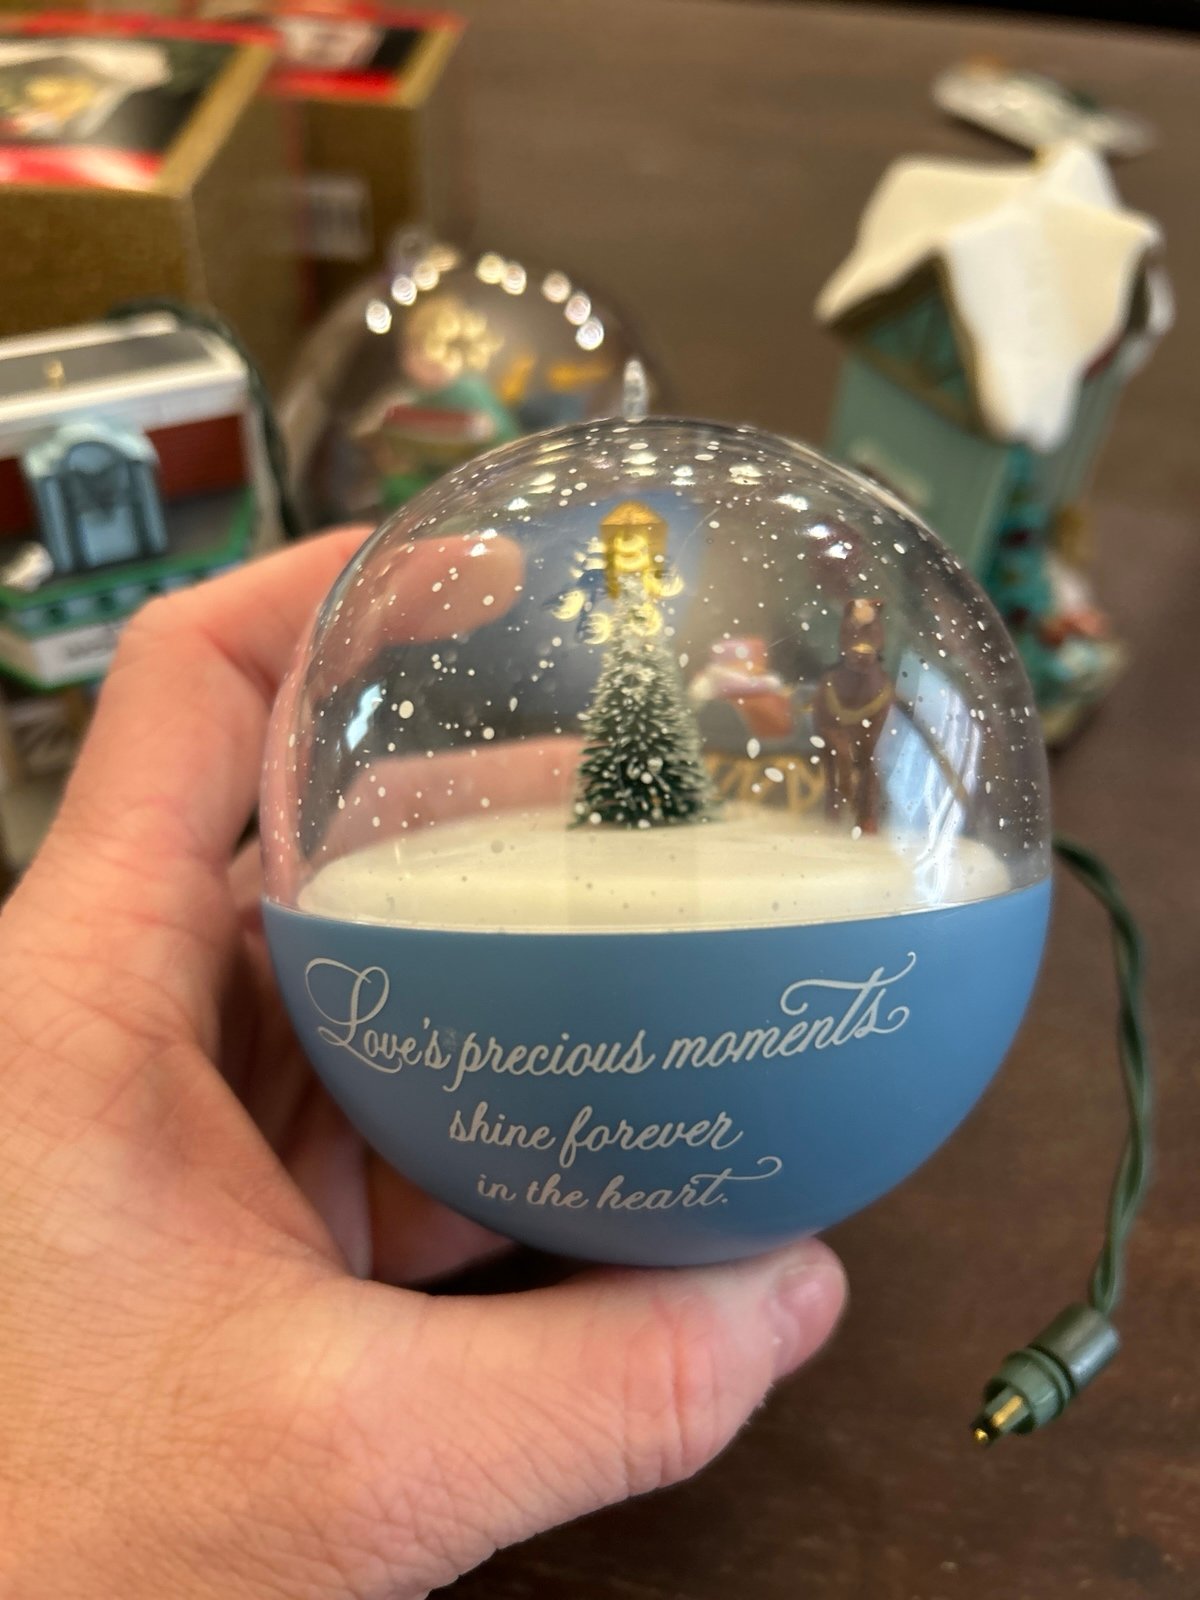 Love's precious moments
shine forever
in the heart.